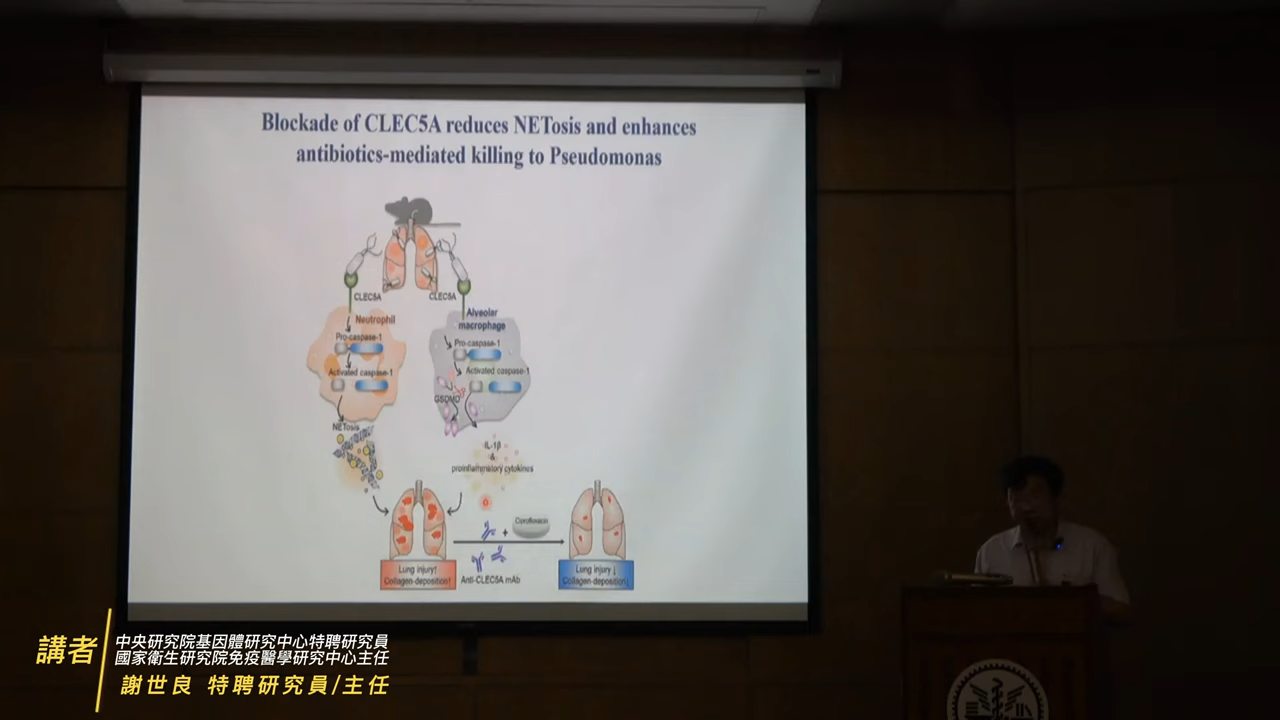 Blockade of CLEC5A reduces NETosis and enhances
antibiotics-mediated killing to Pseudomonas
CLEC5A
CLEC5A
Neutrophil
Alveolar
macrophage
Pro-caspase-1
Pro-caspase-1
Activated caspase-1
Activated caspase-1
GSDMD
NETosis
IL-1β
&
proinflammatory cytokines
Ciprofloxacin
+
Lung injury↑
Collagen-deposition↑
Anti-CLEC5A mAb
Lung injury↓
Collagen-deposition↓
講者
中央研究院基因體研究中心特聘研究員
國家衛生研究院免疫醫學研究中心主任
謝世良 特聘研究員/主任